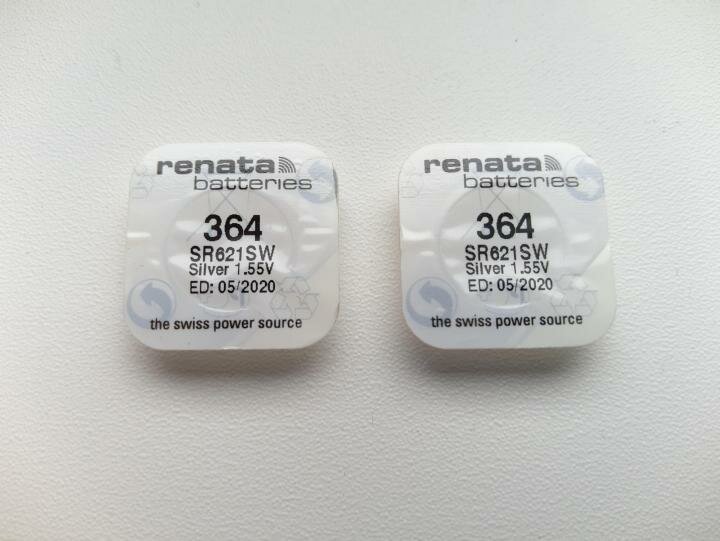 renata
batteries
364
SR621SW
Silver 1.55V
ED: 05/2020
the swiss power source
renata
batteries
364
SR621SW
Silver 1.55V
ED: 05/2020
the swiss power source